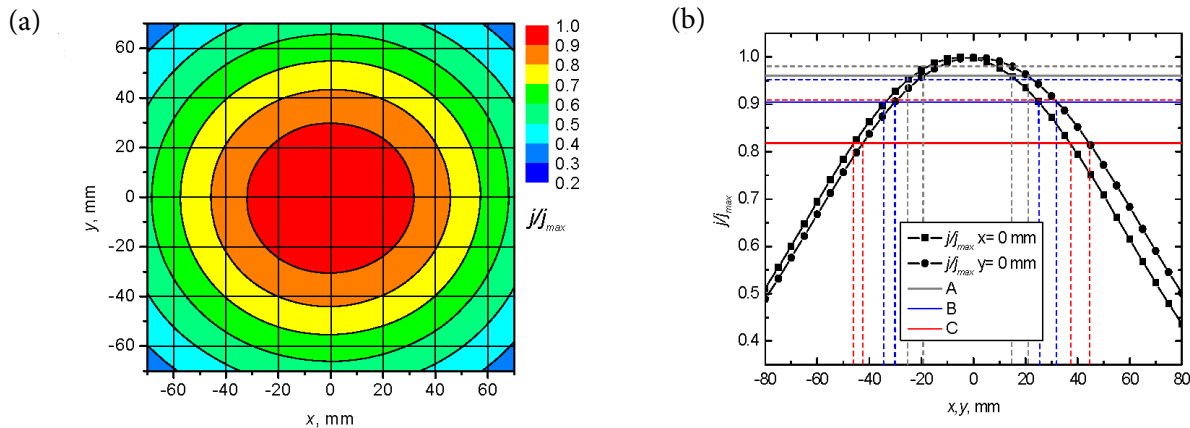 (a)
60
40
20
0
-20
-40
-60
y, mm
-60 -40 -20 0 20 40 60
x, mm
1.0
0.9
0.8
0.7
0.6
0.5
0.4
0.3
0.2
j/jmax
(b)
1.0
0.9
0.8
0.7
0.6
0.5
0.4
j/jmax
j/jmax x= 0 mm
j/jmax y= 0 mm
A
B
C
-80 -60 -40 -20 0 20 40 60 80
x,y, mm